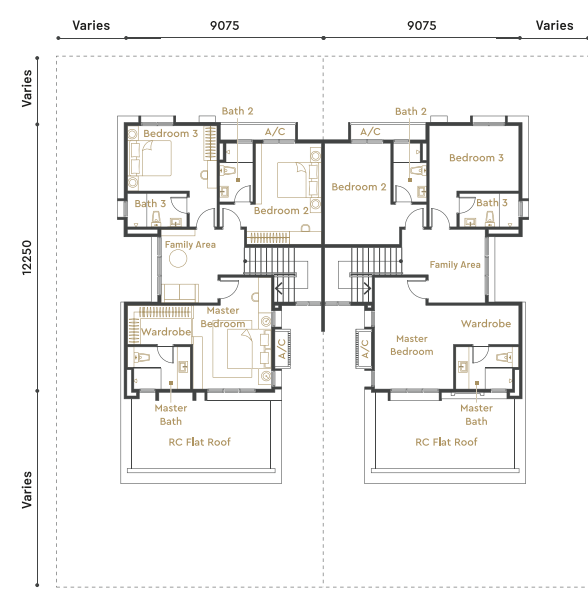 Varies 9075 9075 Varies
Varies
12250
Varies
Bath 2 Bath 2
A/C A/C
Bedroom 3 Bedroom 3
Bedroom 2 Bedroom 2
Bath 3 Bath 3
Family Area Family Area
Master
Bedroom
Wardrobe Wardrobe
Master
Bedroom
A/C A/C
Master
Bath
Master
Bath
RC Flat Roof RC Flat Roof